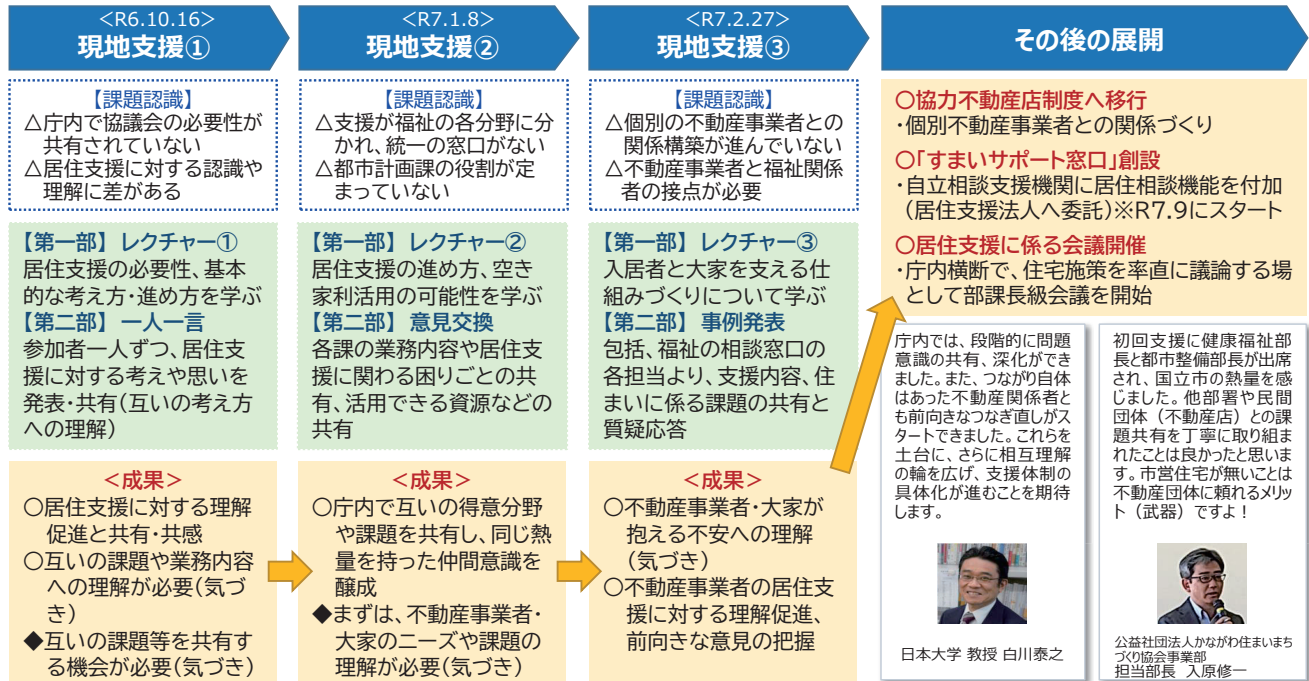 <R6.10.16>
現地支援①
【課題認識】
△庁内で協議会の必要性が
共有されていない
△居住支援に対する認識や
理解に差がある
【第一部】レクチャー①
居住支援の必要性、基本
的な考え方・進め方を学ぶ
【第二部】一人一言
参加者一人ずつ、居住支
援に対する考えや思いを
発表・共有(互いの考え方
への理解)
<成果>
○居住支援に対する理解
促進と共有・共感
○互いの課題や業務内容
への理解が必要(気づ
き)
◆互いの課題等を共有す
る機会が必要(気づき)
<R7.1.8>
現地支援②
【課題認識】
△支援が福祉の各分野に分
かれ、統一の窓口がない
△都市計画課の役割が定
まっていない
【第一部】レクチャー②
居住支援の進め方、空き
家利活用の可能性を学ぶ
【第二部】意見交換
各課の業務内容や居住支
援に関わる困りごとの共
有、活用できる資源などの
共有
<成果>
○庁内で互いの得意分野
や課題を共有し、同じ熱
量を持った仲間意識を
醸成
◆まずは、不動産事業者・
大家のニーズや課題の
理解が必要(気づき)
<R7.2.27>
現地支援③
【課題認識】
△個別の不動産事業者との
関係構築が進んでいない
△不動産事業者と福祉関係
者の接点が必要
【第一部】レクチャー③
入居者と大家を支える仕
組みづくりについて学ぶ
【第二部】事例発表
包括、福祉の相談窓口の
各担当より、支援内容、住
まいに係る課題の共有と
質疑応答
<成果>
○不動産事業者・大家が
抱える不安への理解
(気づき)
○不動産事業者の居住支
援に対する理解促進、
前向きな意見の把握
その後の展開
○協力不動産店制度へ移行
・個別不動産事業者との関係づくり
○「すまいサポート窓口」創設
・自立相談支援機関に居住相談機能を付加
(居住支援法人へ委託)※R7.9にスタート
○居住支援に係る会議開催
・庁内横断で、住宅施策を率直に議論する場
として部課長級会議を開始
庁内では、段階的に問題
意識の共有、深化ができ
ました。また、つながり自体
はあった不動産関係者と
も前向きなつなぎ直しがス
タートできました。これらを
土台に、さらに相互理解
の輪を広げ、支援体制の
具体化が進むことを期待
します。
日本大学 教授 白川泰之
初回支援に健康福祉部
長と都市整備部長が出席
され、国立市の熱量を感
じました。他部署や民間
団体（不動産店）との課
題共有を丁寧に取り組ま
れたことは良かったと思いま
す。市営住宅が無いことは
不動産団体に頼れるメリッ
ト（武器）ですよ！
公益社団法人かながわ住まいまち
づくり協会事業部
担当部長 入原修一